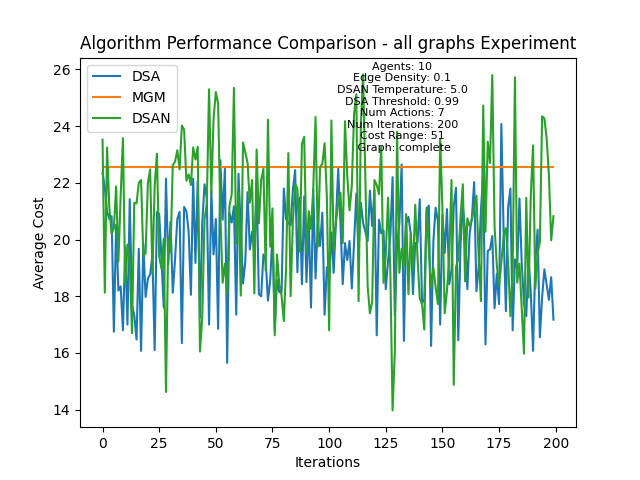 Algorithm Performance Comparison - all graphs Experiment
DSA
MGM
DSAN
Agents: 10
Edge Density: 0.1
DSAN Temperature: 5.0
DSA Threshold: 0.99
Num Actions: 7
Num Iterations: 200
Cost Range: 51
Graph: complete
Average Cost
26
24
22
20
18
16
14
0 25 50 75 100 125 150 175 200
Iterations